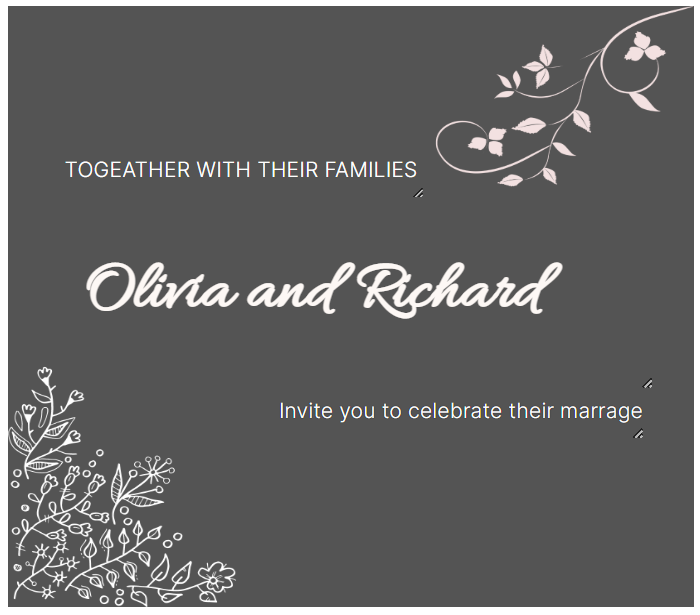 TOGEATHER WITH THEIR FAMILIES
Olivia and Richard
Invite you to celebrate their marrage